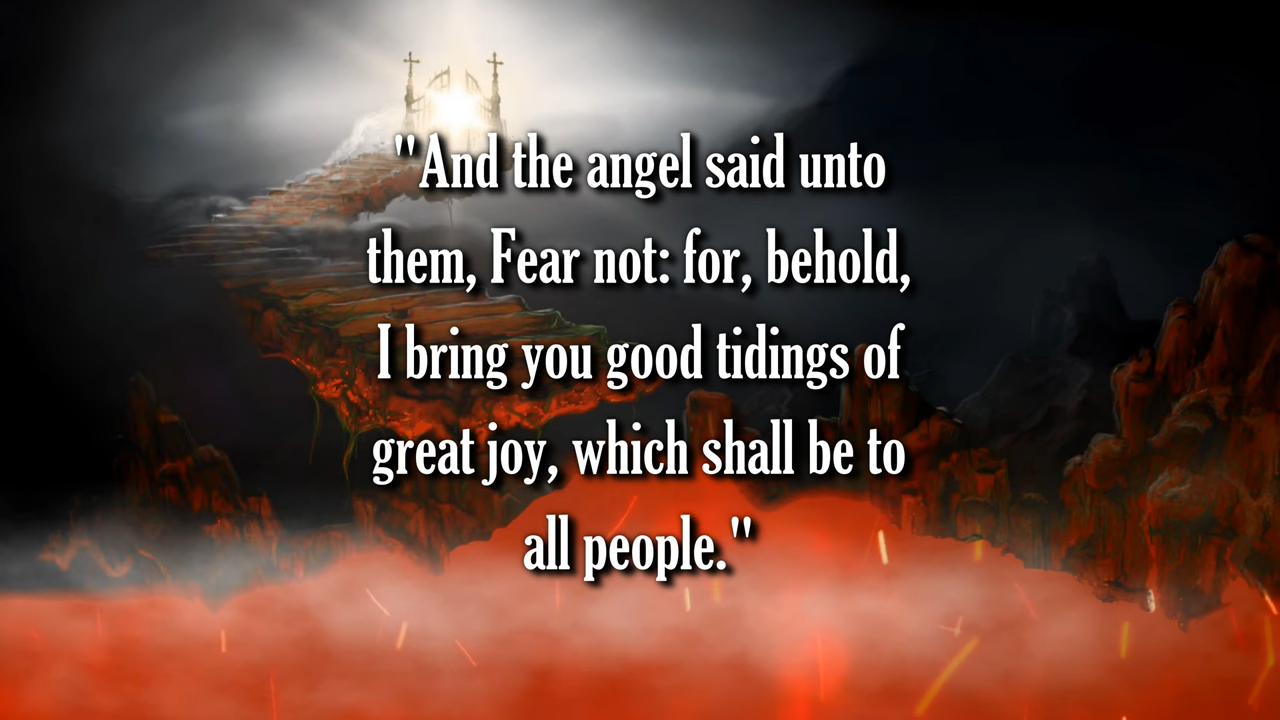 "And the angel said unto
them, Fear not: for, behold,
I bring you good tidings of
great joy, which shall be to
all people."